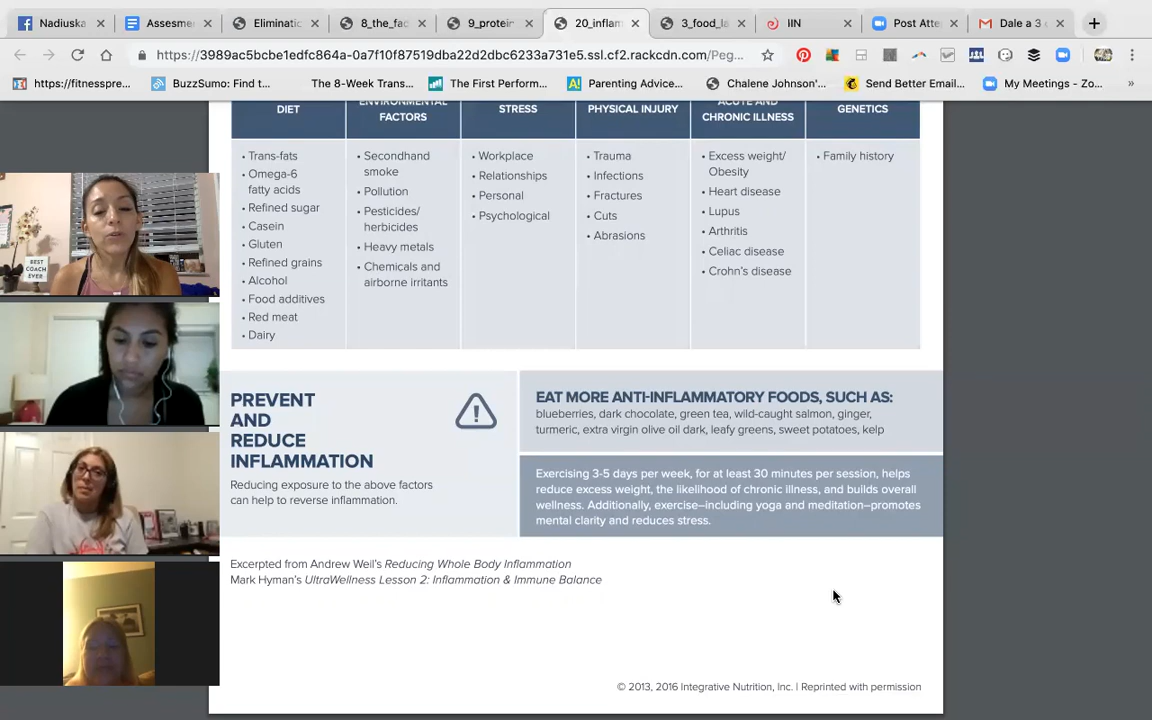 Nadiuska
Assessme
Eliminatic
8_the_fac
9_protein
20_inflam
3_food_la
IIN
Post Atte
Dale a 3
https://3989ac5bcbe1edfc864-0a7f10f87519dba22d2dbc6233a731e5.ssl.cf2.rackcdn.com/Peg...
https://fitnesspre...
BuzzSumo: Find t...
The 8-Week Trans...
The First Perform...
Parenting Advice...
Chalene Johnson'...
Send Better Email...
My Meetings - Zo...
DIET
ENVIRONMENTAL
FACTORS
STRESS
PHYSICAL INJURY
ACUTE AND
CHRONIC ILLNESS
GENETICS
• Trans-fats
• Omega-6
fatty acids
• Refined sugar
• Casein
• Gluten
• Refined grains
• Alcohol
• Food additives
• Red meat
• Dairy
• Secondhand
smoke
• Pollution
• Pesticides/
herbicides
• Heavy metals
• Chemicals and
airborne irritants
• Workplace
• Relationships
• Personal
• Psychological
• Trauma
• Infections
• Fractures
• Cuts
• Abrasions
• Excess weight/
Obesity
• Heart disease
• Lupus
• Arthritis
• Celiac disease
• Crohn's disease
• Family history
BEST
COACH
EVER
PREVENT
AND
REDUCE
INFLAMMATION
Reducing exposure to the above factors
can help to reverse inflammation.
EAT MORE ANTI-INFLAMMATORY FOODS, SUCH AS:
blueberries, dark chocolate, green tea, wild-caught salmon, ginger,
turmeric, extra virgin olive oil dark, leafy greens, sweet potatoes, kelp
Exercising 3-5 days per week, for at least 30 minutes per session, helps
reduce excess weight, the likelihood of chronic illness, and builds overall
wellness. Additionally, exercise–including yoga and meditation–promotes
mental clarity and reduces stress.
Excerpted from Andrew Weil's Reducing Whole Body Inflammation
Mark Hyman's UltraWellness Lesson 2: Inflammation & Immune Balance
© 2013, 2016 Integrative Nutrition, Inc. | Reprinted with permission